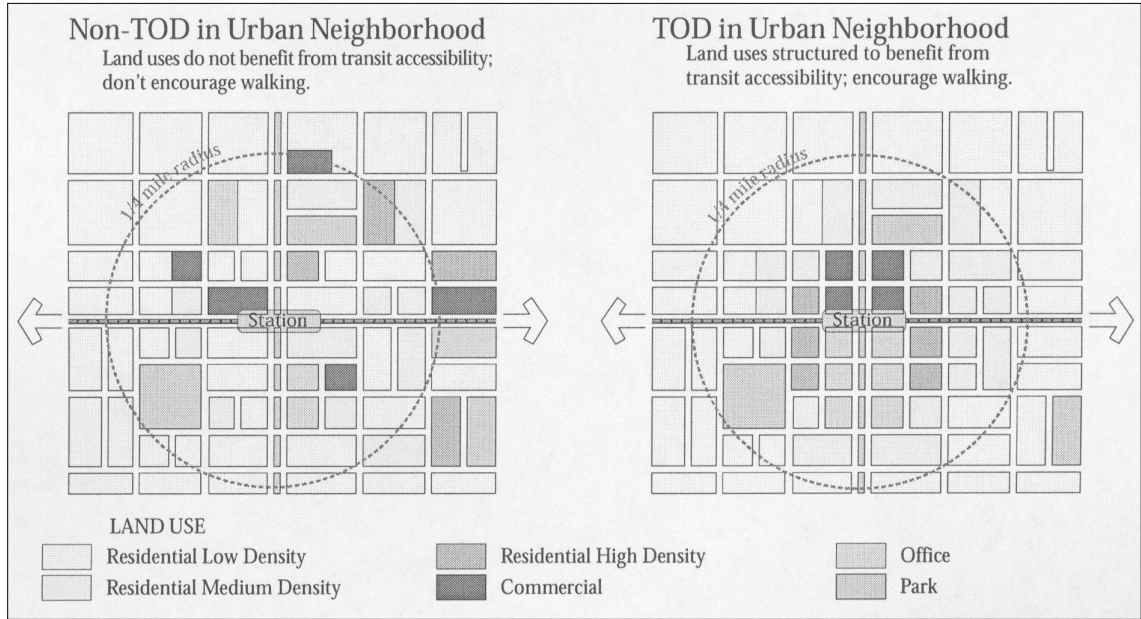 Non-TOD in Urban Neighborhood
Land uses do not benefit from transit accessibility;
don't encourage walking.
1/4 mile radius
Station
TOD in Urban Neighborhood
Land uses structured to benefit from
transit accessibility; encourage walking.
1/4 mile radius
Station
LAND USE
Residential Low Density
Residential Medium Density
Residential High Density
Commercial
Office
Park